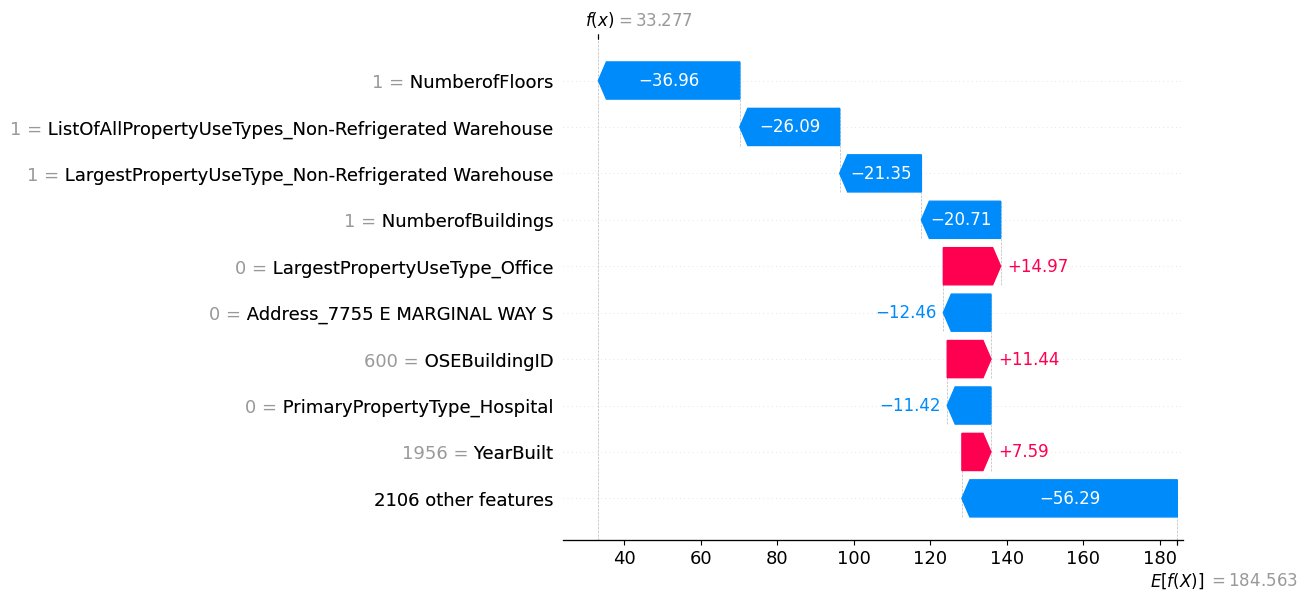 f(x) = 33.277
1 = NumberofFloors −36.96
1 = ListOfAllPropertyUseTypes_Non-Refrigerated Warehouse −26.09
1 = LargestPropertyUseType_Non-Refrigerated Warehouse −21.35
1 = NumberofBuildings −20.71
0 = LargestPropertyUseType_Office +14.97
0 = Address_7755 E MARGINAL WAY S −12.46
600 = OSEBuildingID +11.44
0 = PrimaryPropertyType_Hospital −11.42
1956 = YearBuilt +7.59
2106 other features −56.29
40 60 80 100 120 140 160 180
E[f(X)] = 184.563